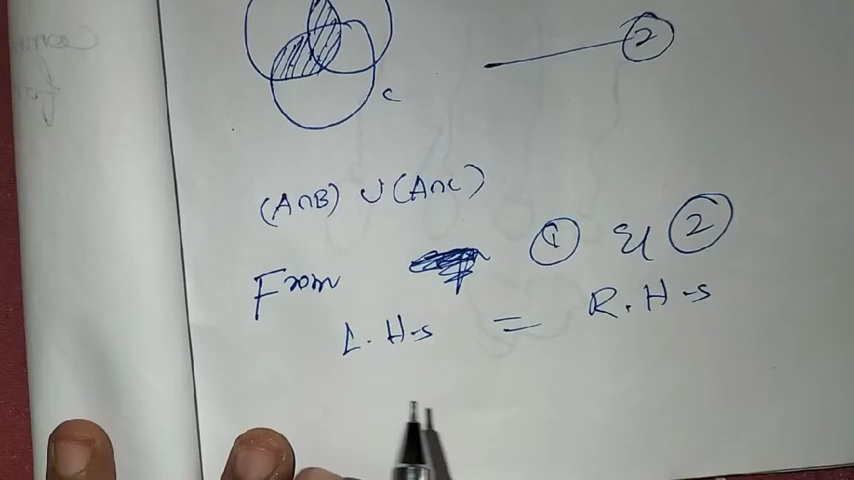 2
C
(A∩B) ∪ (A∩C)
From ① & ②
L.H.S = R.H.S